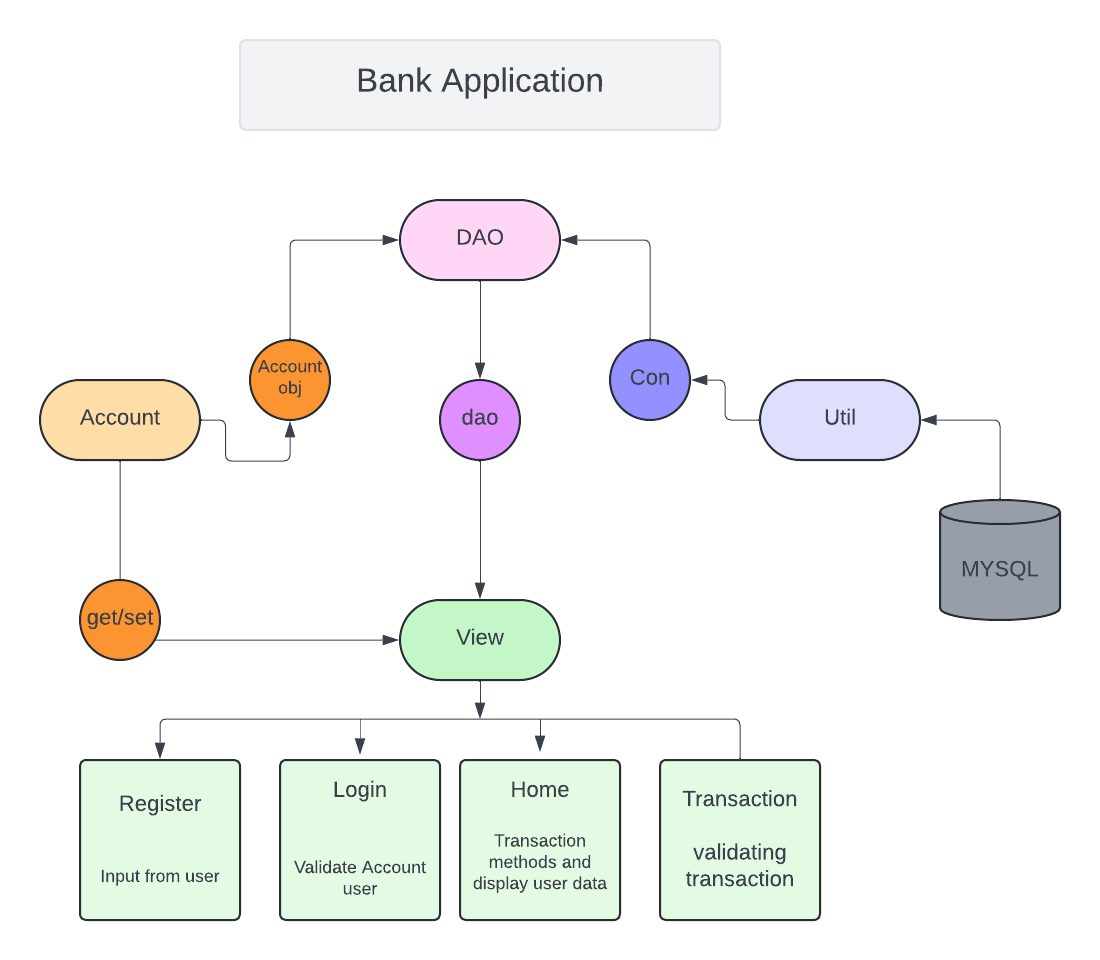 Bank Application
DAO
Account
obj
Con
Account
dao
Util
MYSQL
get/set
View
Register
Input from user
Login
Validate Account
user
Home
Transaction
methods and
display user data
Transaction
validating
transaction